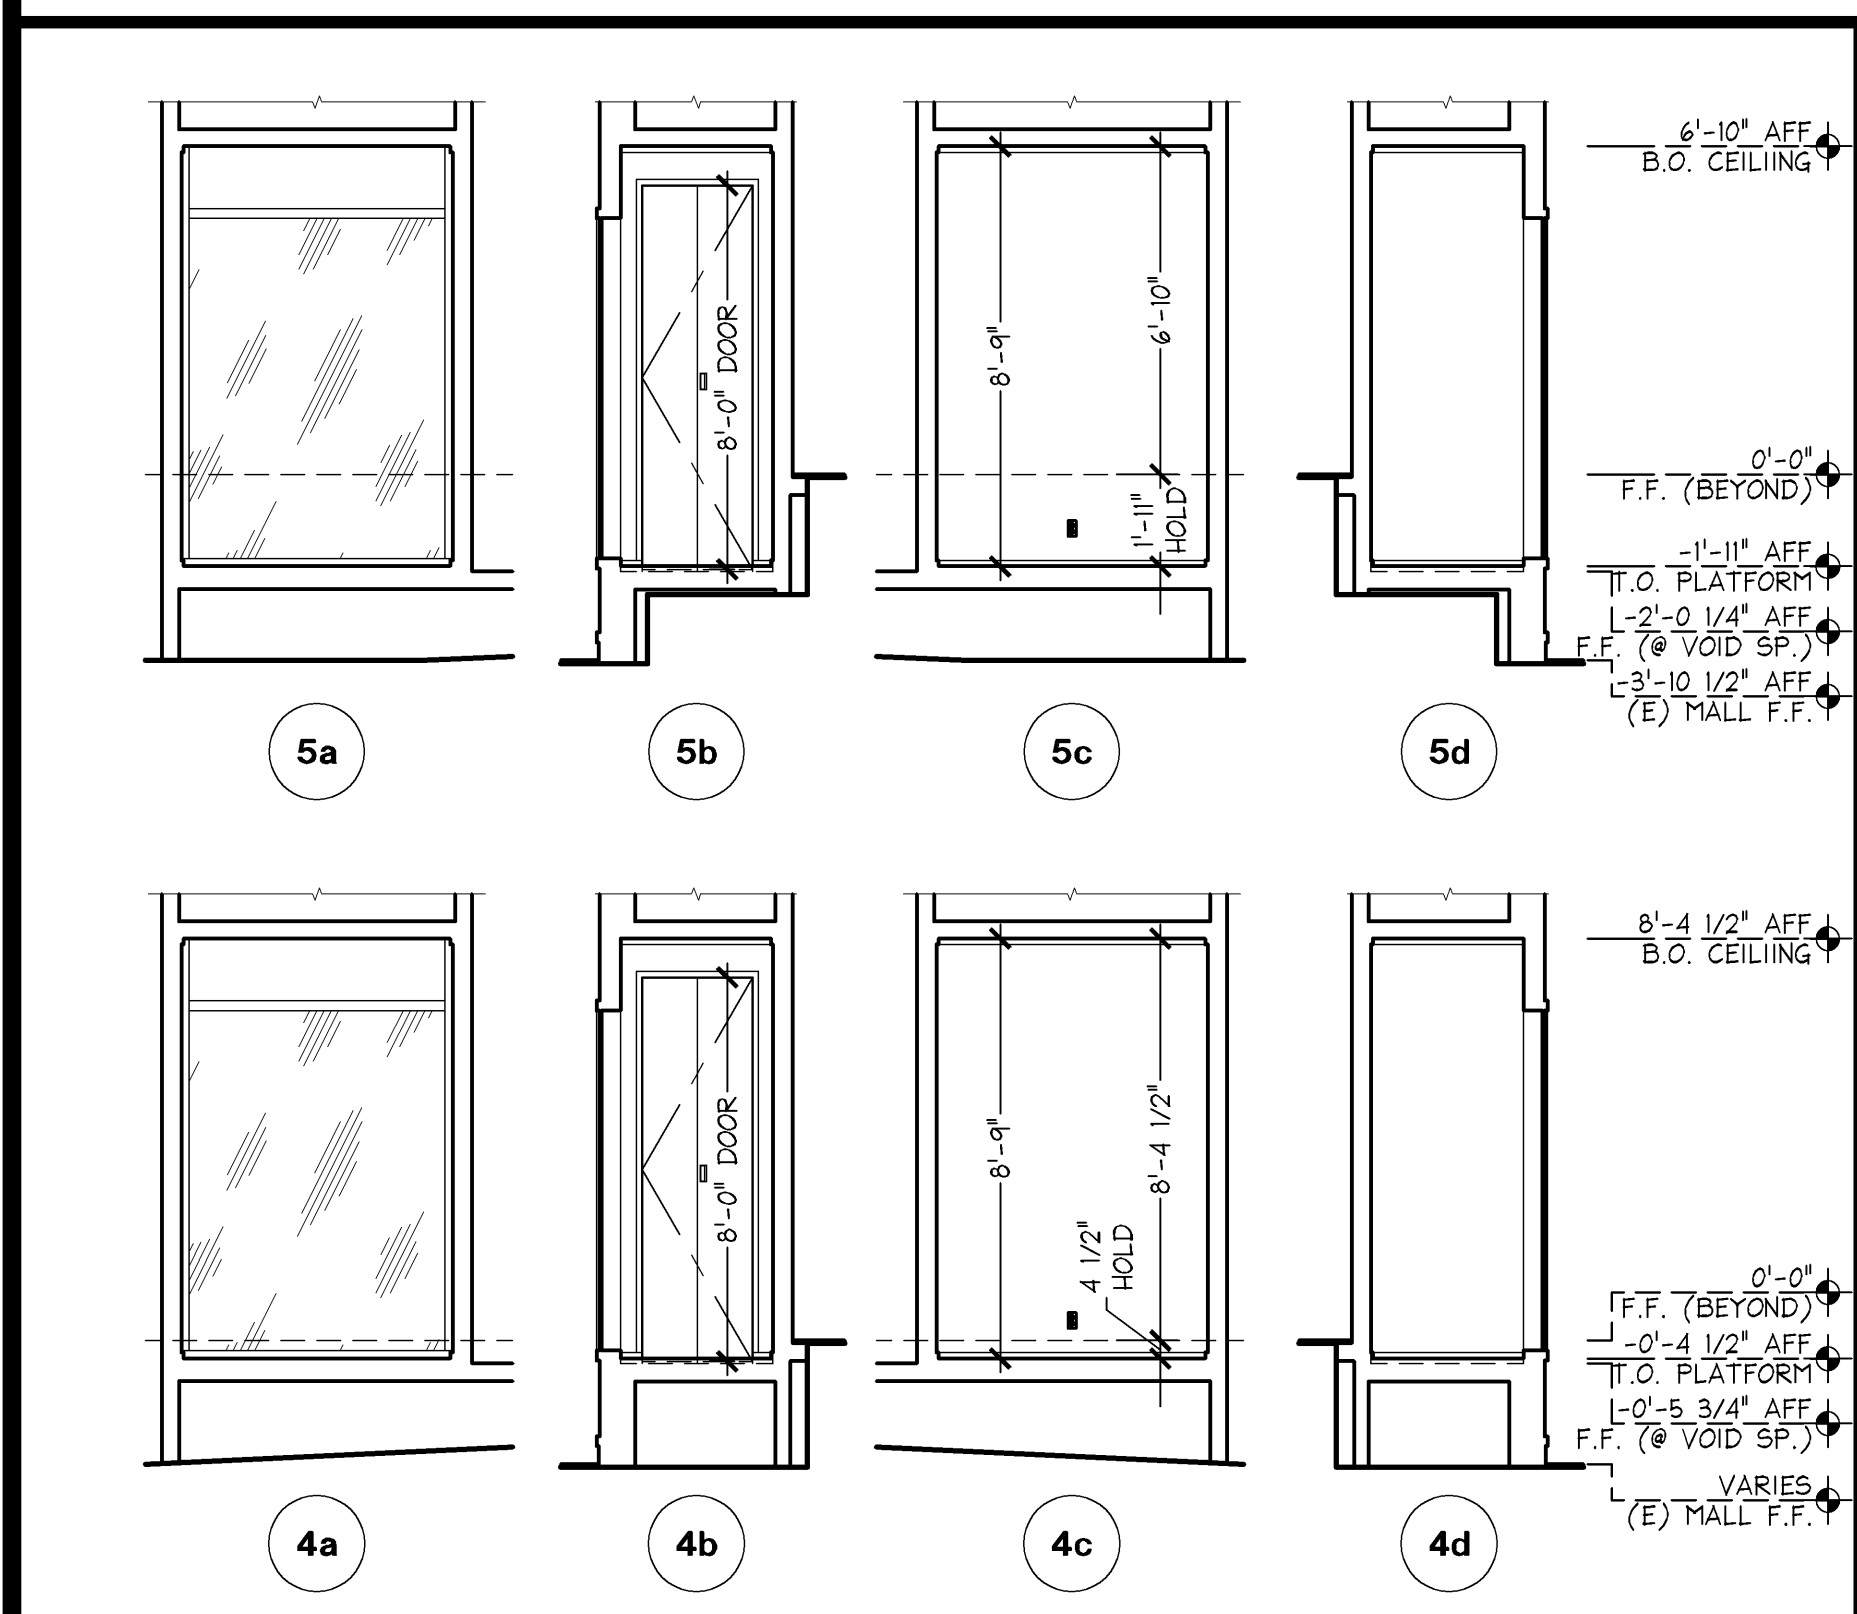 6'-10" AFF
B.O. CEILIING
0'-0"
F.F. (BEYOND)
-1'-11" AFF
T.O. PLATFORM
-2'-0 1/4" AFF
F.F. (@ VOID SP.)
-3'-10 1/2" AFF
(E) MALL F.F.
8'-0" DOOR
8'-9"
6'-10"
1'-11"
HOLD
5a
5b
5c
5d
8'-4 1/2" AFF
B.O. CEILIING
0'-0"
F.F. (BEYOND)
-0'-4 1/2" AFF
T.O. PLATFORM
-0'-5 3/4" AFF
F.F. (@ VOID SP.)
VARIES
(E) MALL F.F.
8'-0" DOOR
8'-9"
8'-4 1/2"
4 1/2"
HOLD
4a
4b
4c
4d